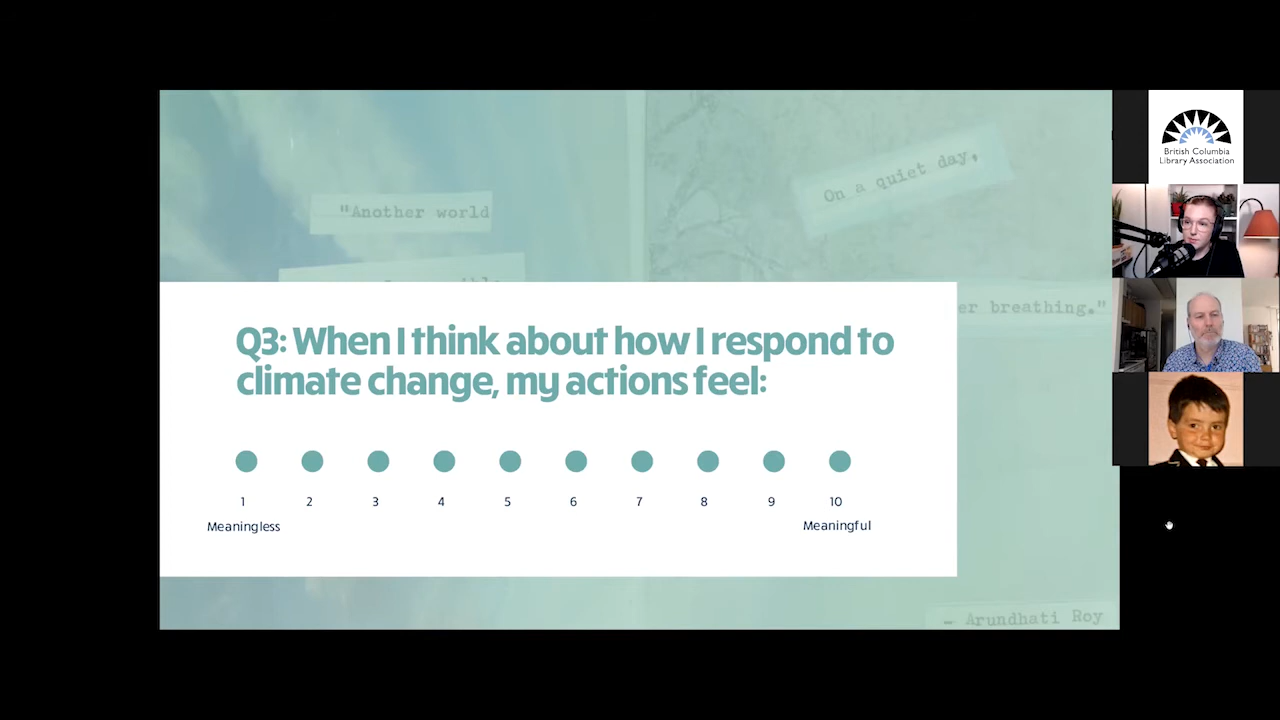 "Another world
On a quiet day,
er breathing."
Q3: When I think about how I respond to
climate change, my actions feel:
1 2 3 4 5 6 7 8 9 10
Meaningless Meaningful
— Arundhati Roy
British Columbia
Library Association